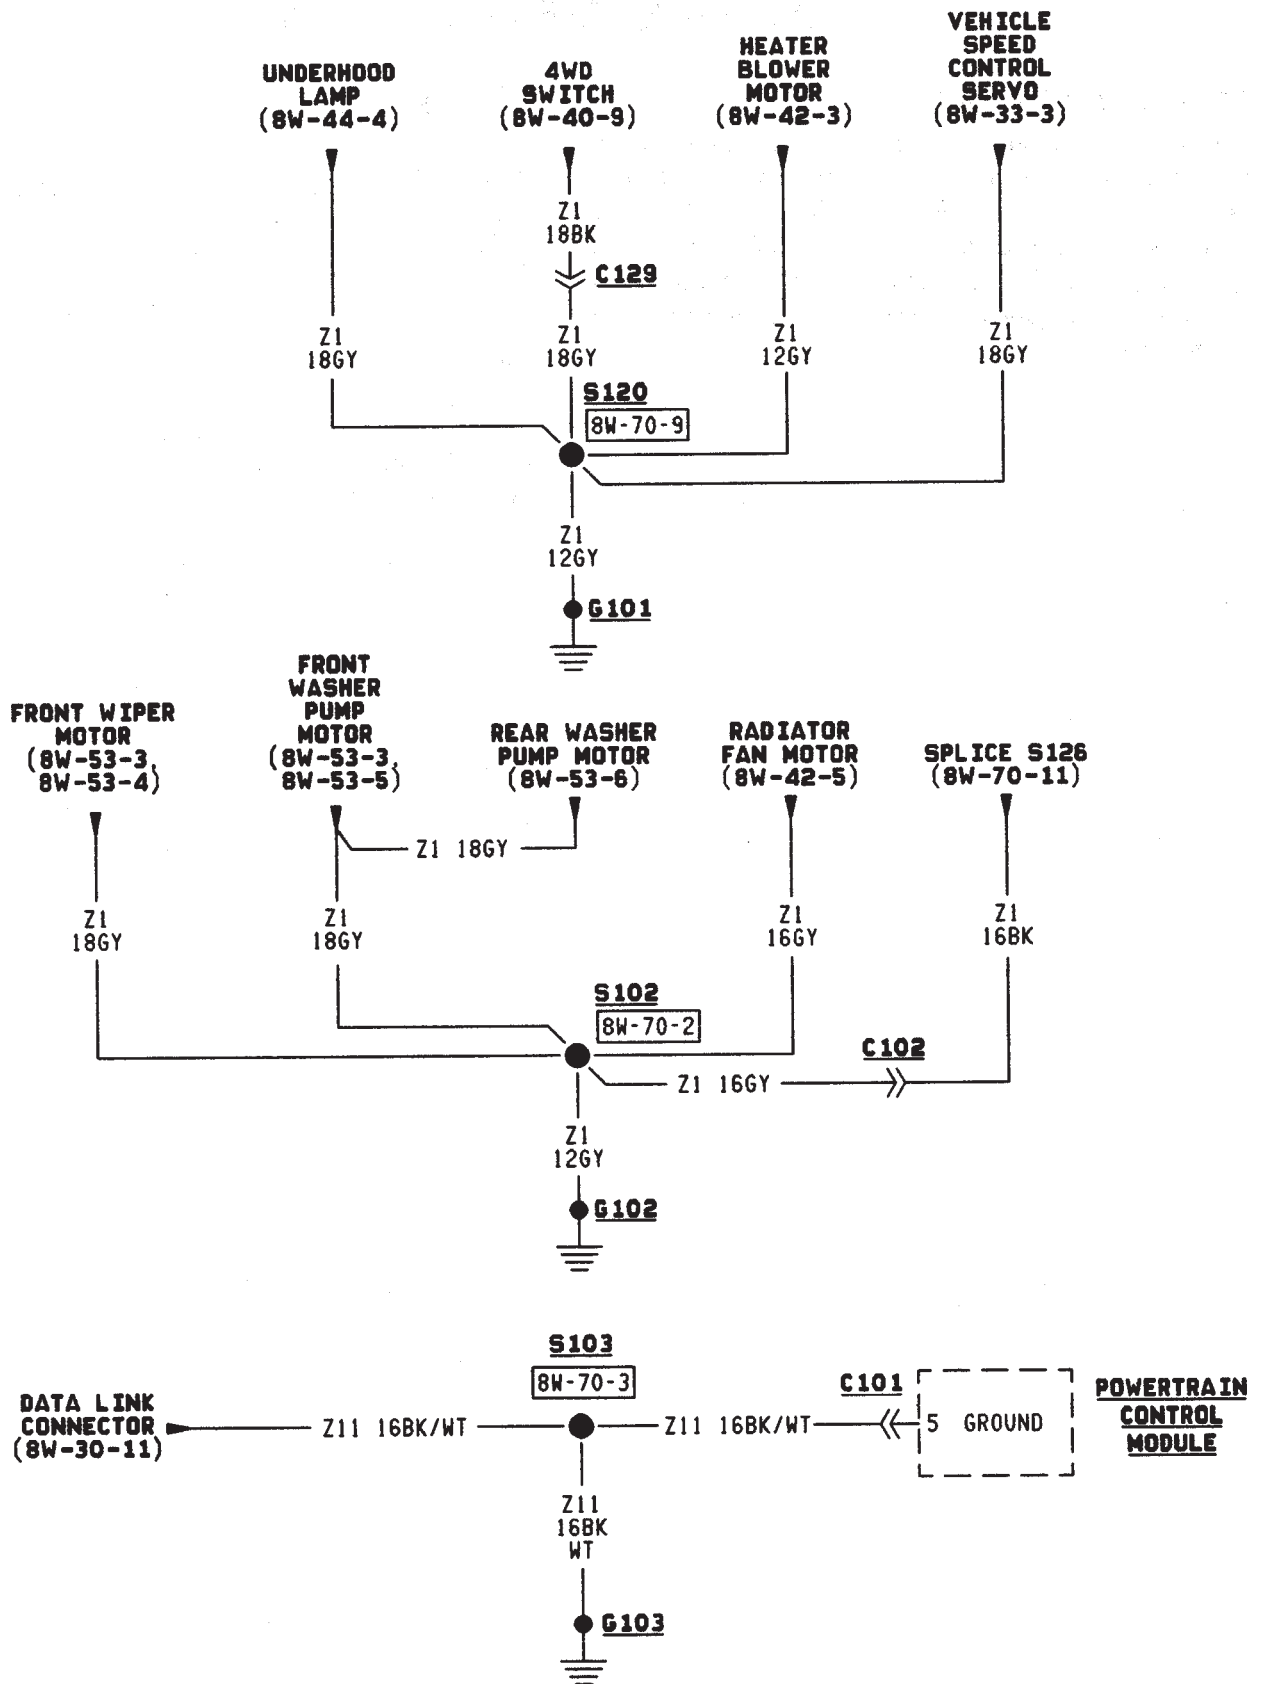 UNDERHOOD
LAMP
(8W-44-4)
4WD
SWITCH
(8W-40-9)
HEATER
BLOWER
MOTOR
(8W-42-3)
VEHICLE
SPEED
CONTROL
SERVO
(8W-33-3)
Z1
18BK
C129
Z1
18GY
Z1
18GY
Z1
12GY
Z1
18GY
S120
8W-70-9
Z1
12GY
G101
FRONT WIPER
MOTOR
(8W-53-3,
8W-53-4)
FRONT
WASHER
PUMP
MOTOR
(8W-53-3,
8W-53-5)
REAR WASHER
PUMP MOTOR
(8W-53-6)
RADIATOR
FAN MOTOR
(8W-42-5)
SPLICE S126
(8W-70-11)
Z1 18GY
Z1
18GY
Z1
18GY
Z1
16GY
Z1
16BK
S102
8W-70-2
C102
Z1 16GY
Z1
12GY
G102
S103
8W-70-3
DATA LINK
CONNECTOR
(8W-30-11)
Z11 16BK/WT
Z11 16BK/WT
C101
5 GROUND
POWERTRAIN
CONTROL
MODULE
Z11
16BK
WT
G103